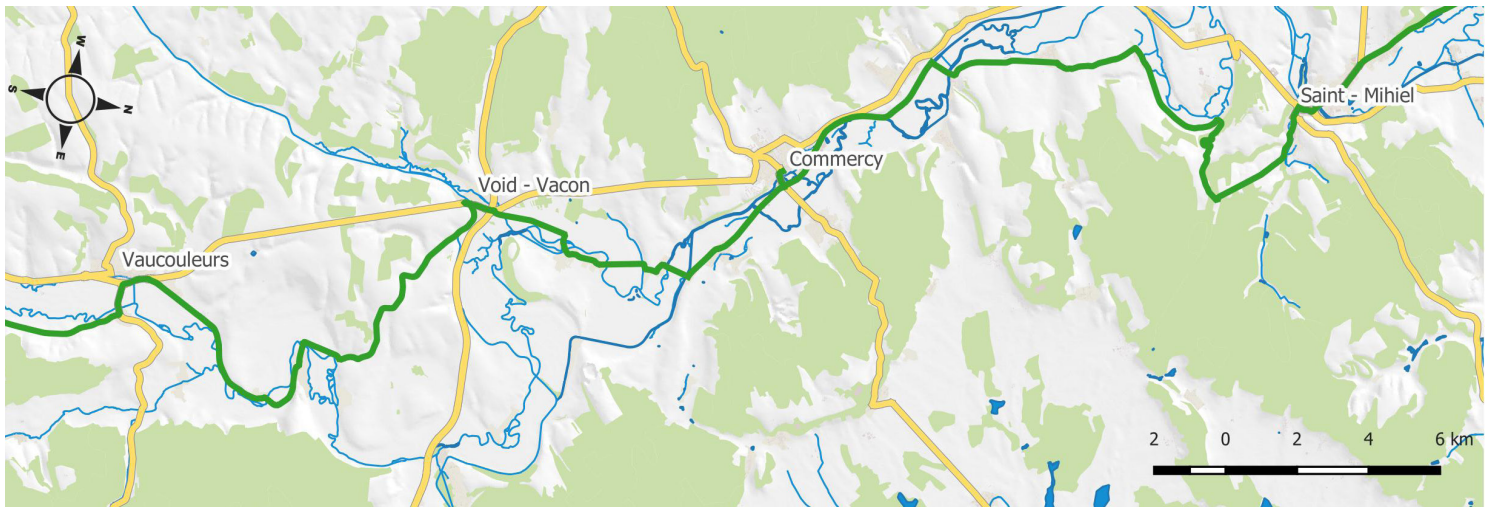 W
S
N
E
Saint - Mihiel
Commercy
Void - Vacon
Vaucouleurs
2 0 2 4 6 km